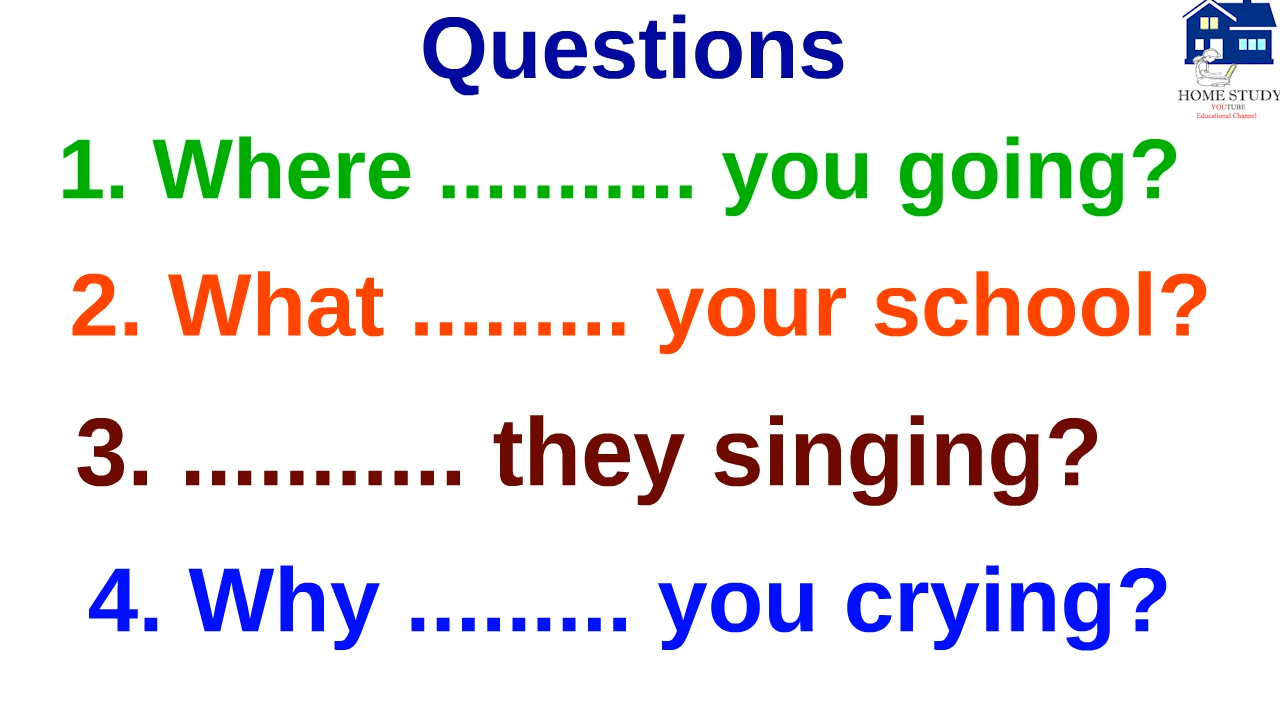 Questions
HOME STUDY
YOUTUBE
Educational Channel
1. Where ........... you going?
2. What ......... your school?
3. ........... they singing?
4. Why ......... you crying?